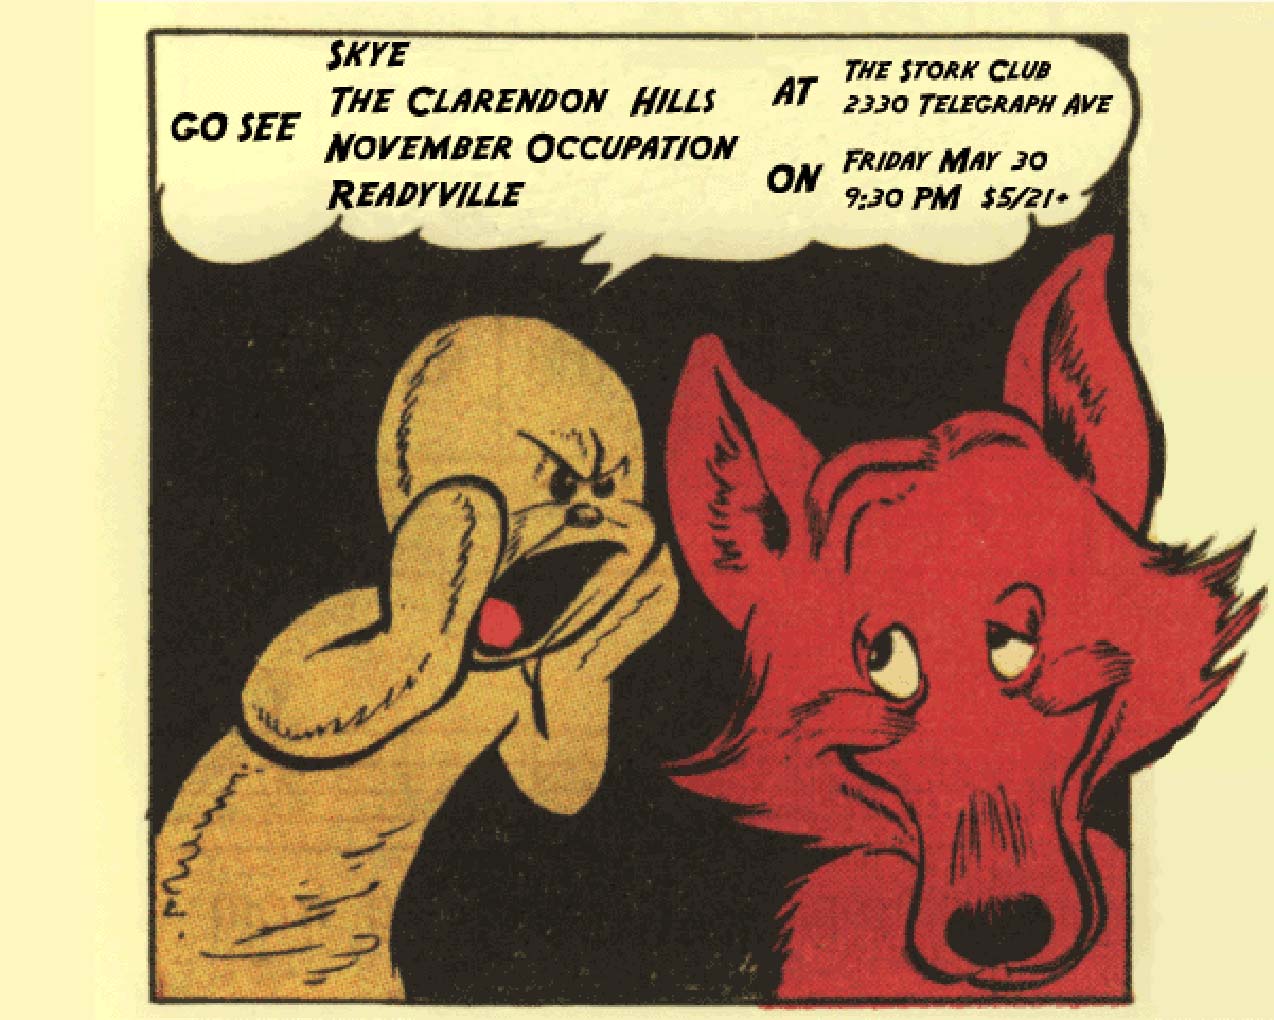 GO SEE
SKYE
THE CLARENDON HILLS
NOVEMBER OCCUPATION
READYVILLE
AT
THE STORK CLUB
2330 TELEGRAPH AVE
ON
FRIDAY MAY 30
9:30 PM $5/21+